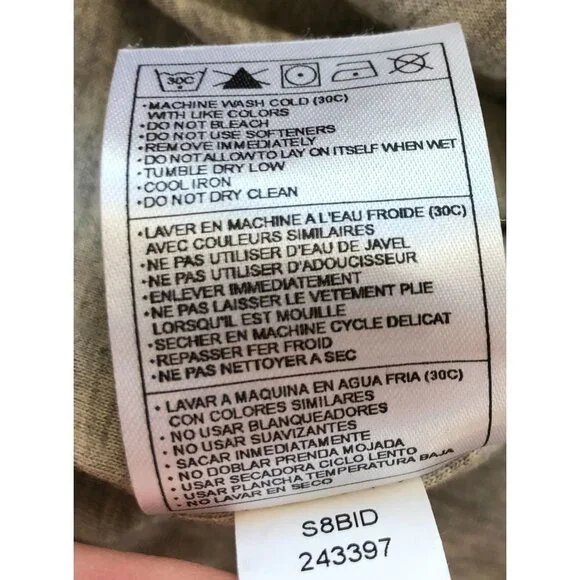 30C
•MACHINE WASH COLD (30C)
WITH LIKE COLORS
•DO NOT BLEACH
•DO NOT USE SOFTENERS
•REMOVE IMMEDIATELY
•DO NOT ALLOW TO LAY ON ITSELF WHEN WET
•TUMBLE DRY LOW
•COOL IRON
•DO NOT DRY CLEAN
•LAVER EN MACHINE A L'EAU FROIDE (30C)
AVEC COULEURS SIMILAIRES
•NE PAS UTILISER D'EAU DE JAVEL
•NE PAS UTILISER D'ADOUCISSEUR
•ENLEVER IMMEDIATEMENT
•NE PAS LAISSER LE VETEMENT PLIE
LORSQU'IL EST MOUILLE
•SECHER EN MACHINE CYCLE DELICAT
•REPASSER FER FROID
•NE PAS NETTOYER A SEC
• LAVAR A MAQUINA EN AGUA FRIA (30C)
CON COLORES SIMILARES
• NO USAR BLANQUEADORES
• NO USAR SUAVIZANTES
• SACAR INMEDIATAMENTE
• NO DOBLAR PRENDA MOJADA
• USAR SECADORA CICLO LENTO
• USAR PLANCHA TEMPERATURA BAJA
•NO LAVAR EN SECO
S8BID
243397